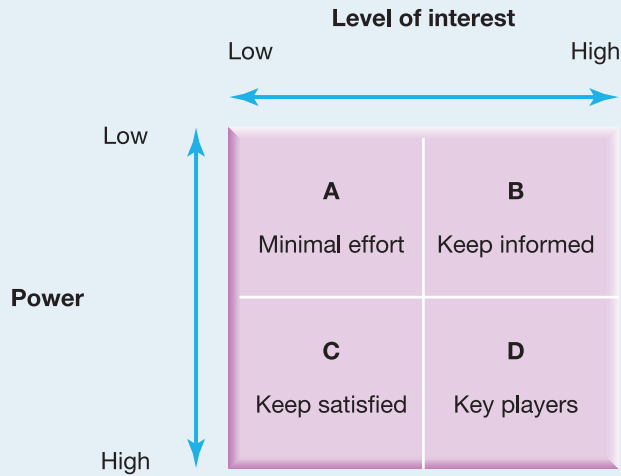 Level of interest
Low High
Low
A B
Minimal effort Keep informed
Power
C D
Keep satisfied Key players
High